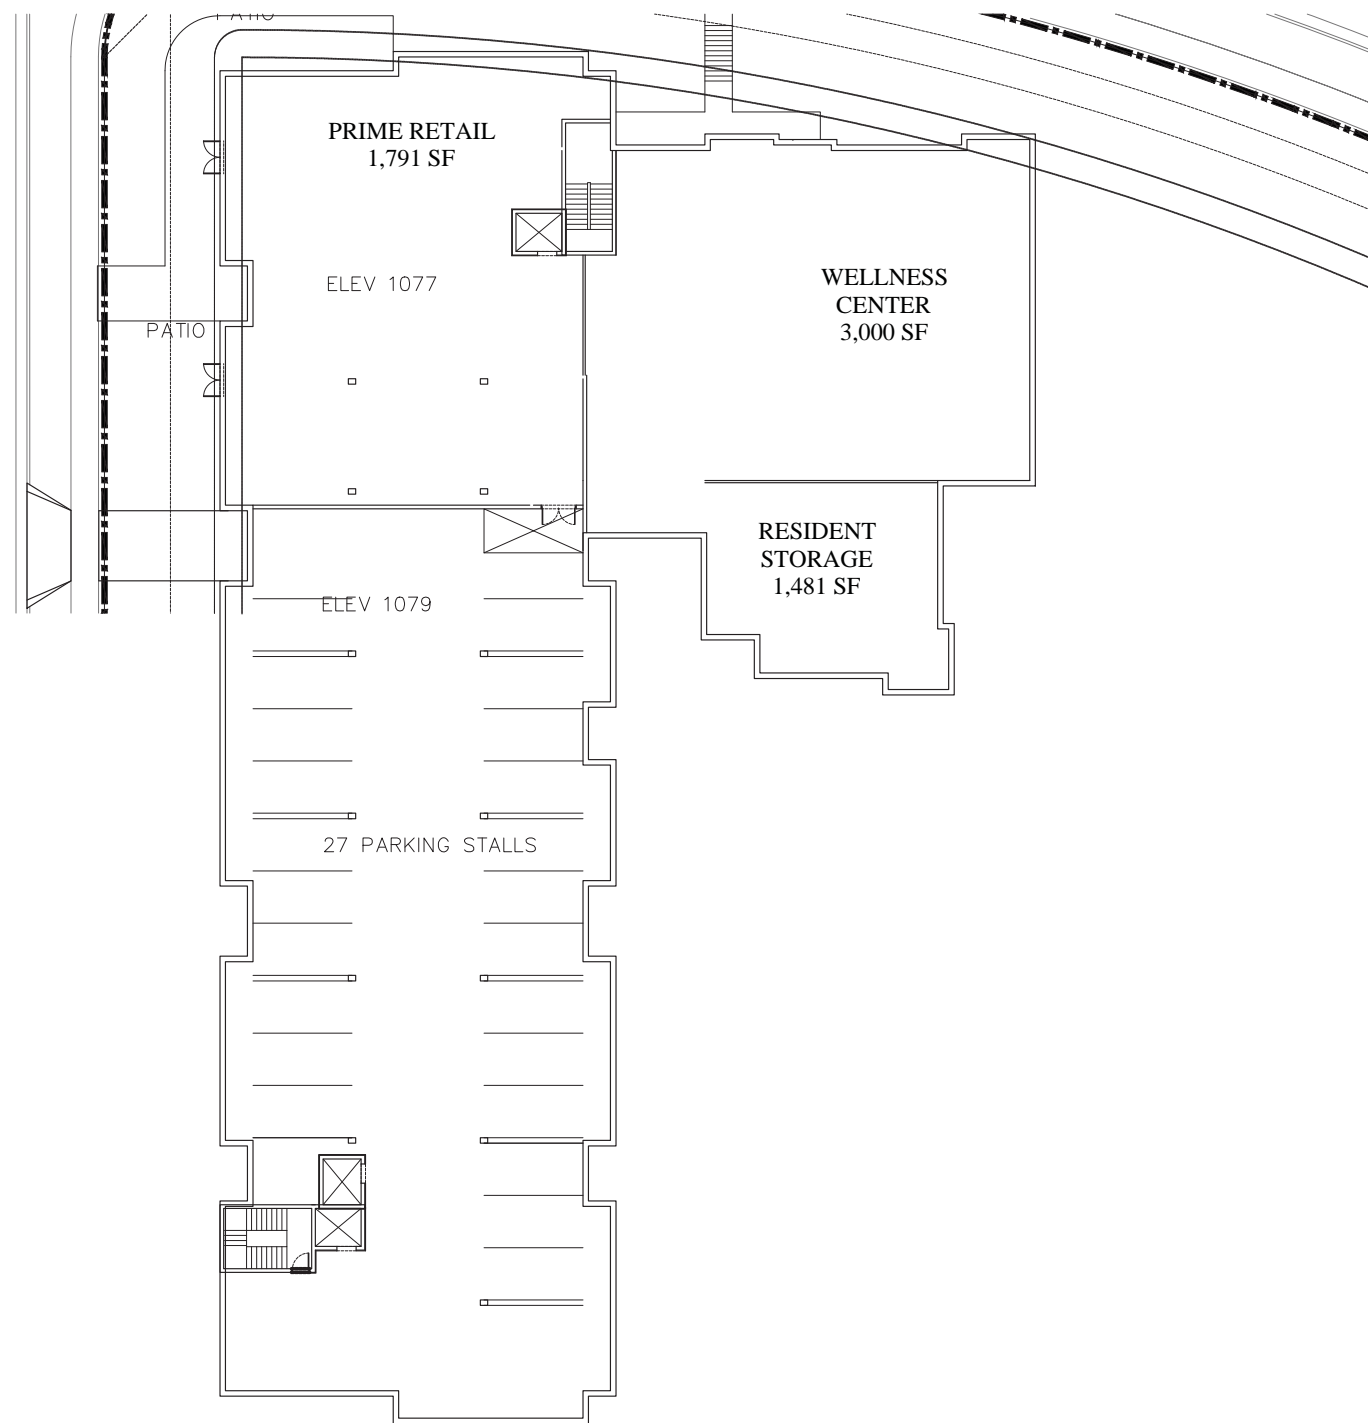 PATIO
PRIME RETAIL
1,791 SF
WELLNESS
CENTER
3,000 SF
ELEV 1077
PATIO
RESIDENT
STORAGE
1,481 SF
ELEV 1079
27 PARKING STALLS